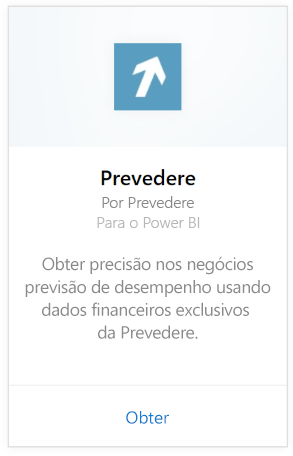 Prevedere
Por Prevedere
Para o Power BI
Obter precisão nos negócios
previsão de desempenho usando
dados financeiros exclusivos
da Prevedere.
Obter